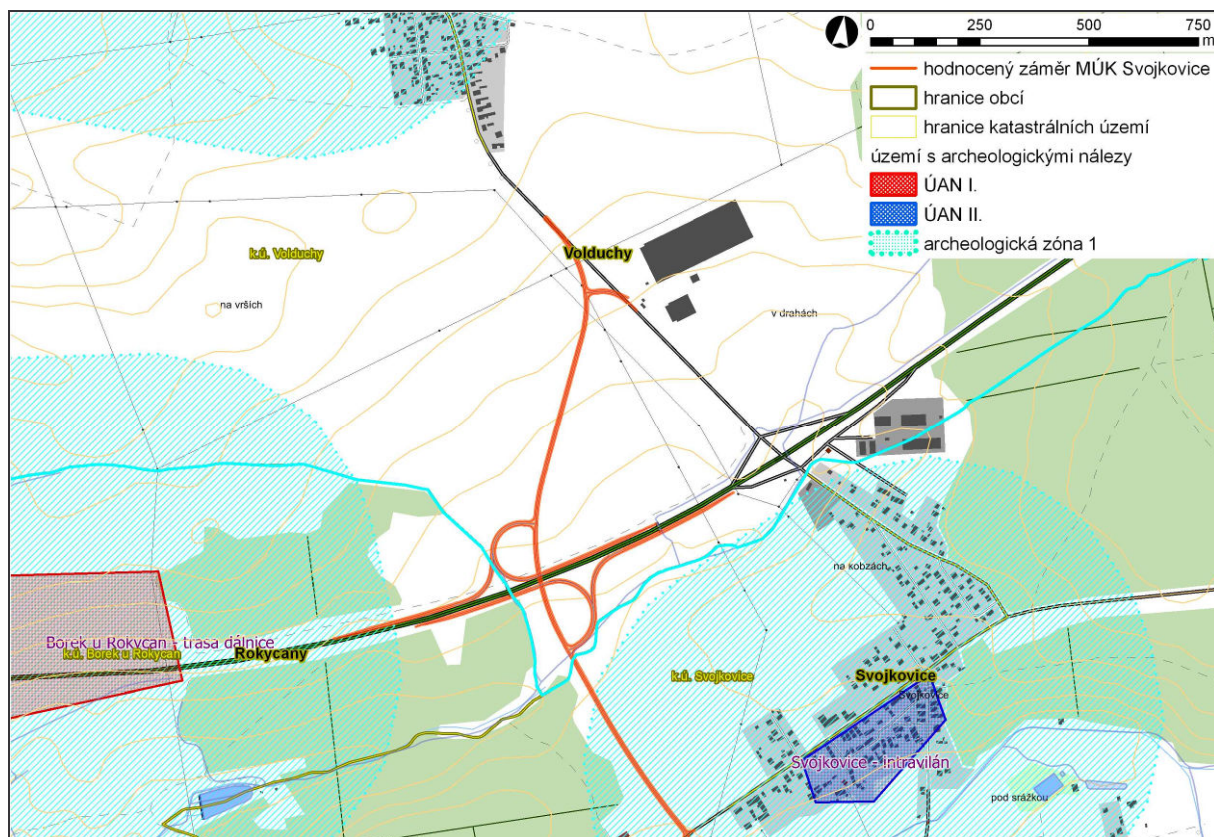 0 250 500 750
m
hodnocený záměr MÚK Svojkovice
hranice obcí
hranice katastrálních území
území s archeologickými nálezy
ÚAN I.
ÚAN II.
archeologická zóna 1
Volduchy
k.ú. Volduchy
na vrších
v drahách
na kobzách
Borek u Rokycan - trasa dálnice
k.ú. Borek u Rokycan
Rokycany
k.ú. Svojkovice
Svojkovice
Svojkovice
Svojkovice - intravilán
pod srážkou